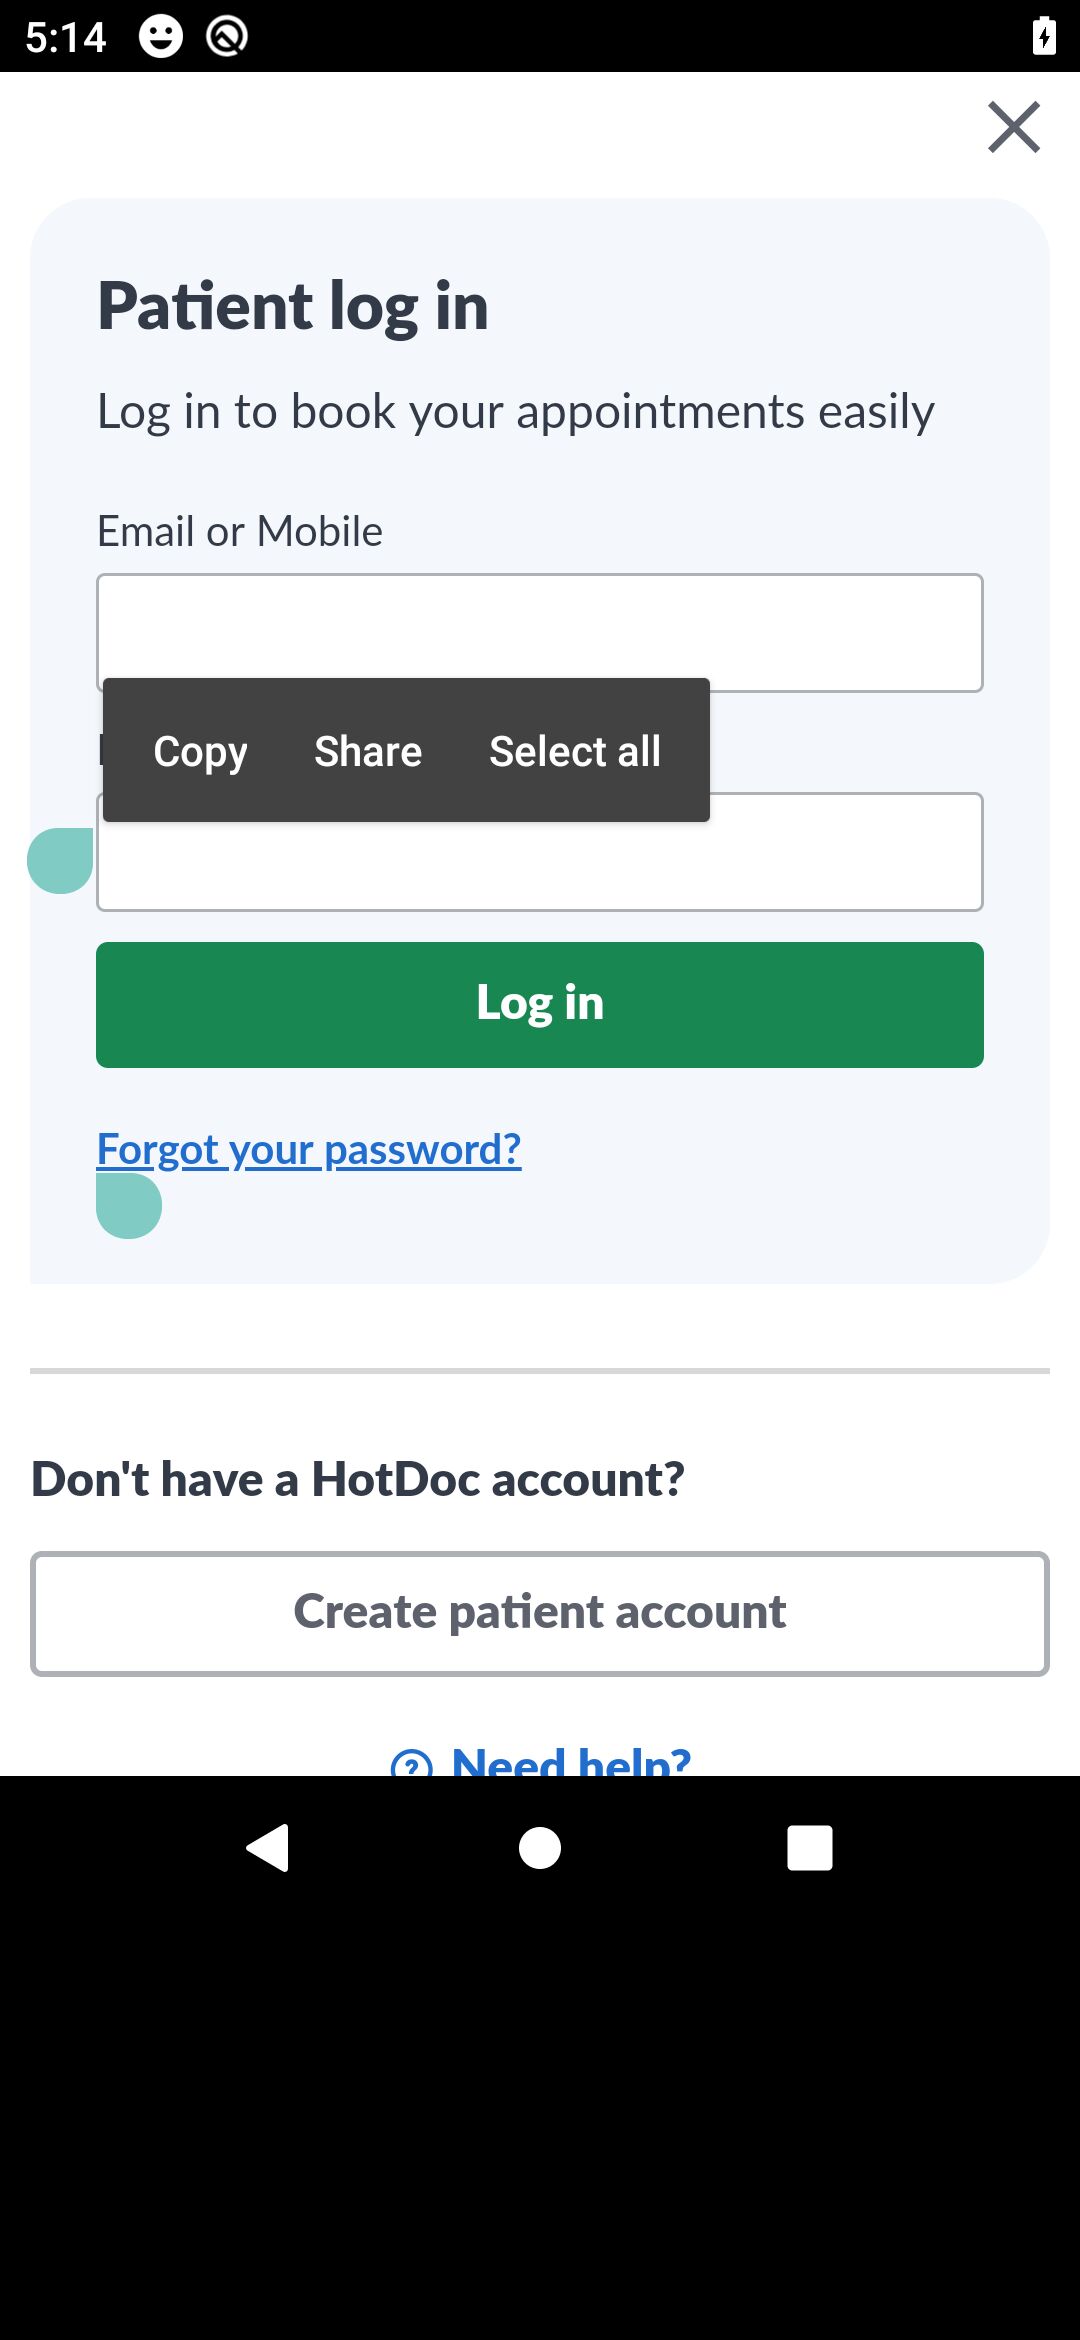 5:14
Patient log in
Log in to book your appointments easily
Email or Mobile
Copy Share Select all
Log in
Forgot your password?
Don't have a HotDoc account?
Create patient account
Need help?